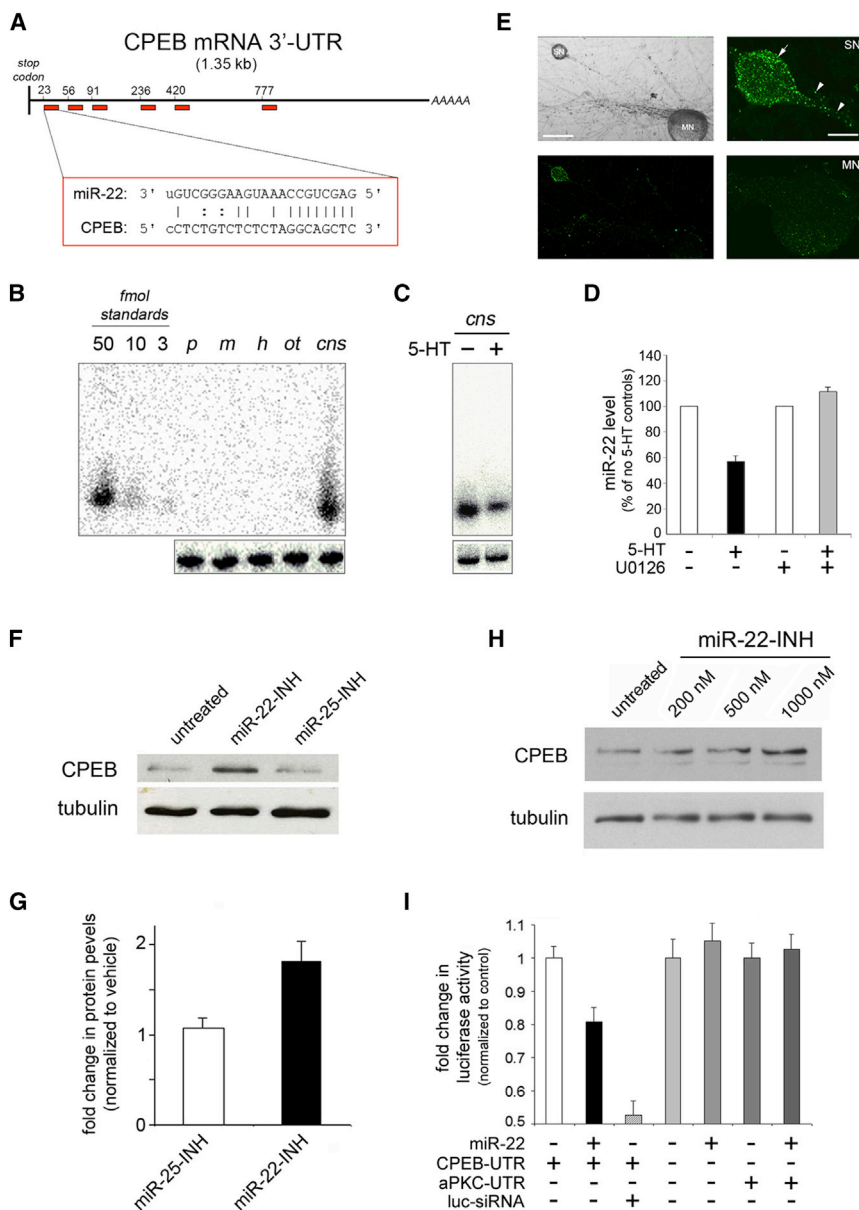 A
CPEB mRNA 3'-UTR
(1.35 kb)
stop
codon
23 56 91 236 420 777
AAAAA
miR-22: 3' uGUCGGGAAGUAAACCGUCGAG 5'
| : : || | |||||||||
CPEB: 5' cCTCTGTCTCTCTAGGCAGCTC 3'
E
SN
MN
SN
MN
B
fmol
standards
50 10 3 p m h ot cns
C
cns
5-HT − +
D
miR-22 level
(% of no 5-HT controls)
140
120
100
80
60
40
20
0
5-HT - + - +
U0126 - - + +
F
untreated
miR-22-INH
miR-25-INH
CPEB
tubulin
H
miR-22-INH
untreated
200 nM
500 nM
1000 nM
CPEB
tubulin
G
fold change in protein pevels
(normalized to vehicle)
2
1
0
miR-25-INH
miR-22-INH
I
fold change in
luciferase activity
(normalized to control)
1.1
1
0.9
0.8
0.7
0.6
0.5
miR-22 - + - - + - +
CPEB-UTR + + + - - - -
aPKC-UTR - - - - - + +
luc-siRNA - - + - - - -